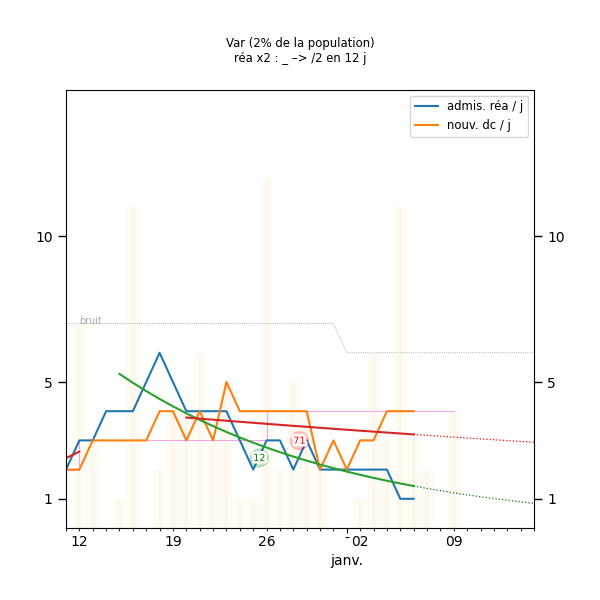 Var (2% de la population)
réa x2 : _ –> /2 en 12 j
admis. réa / j
nouv. dc / j
10
10
bruit
5
5
71
12
1
1
12
19
26
02
09
janv.